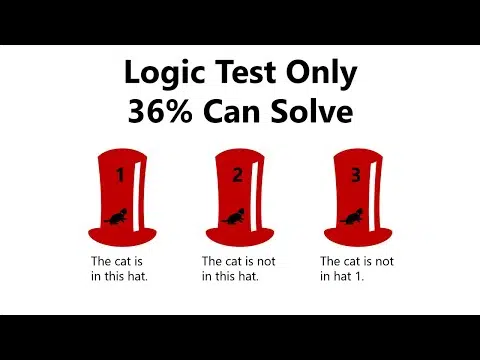 Logic Test Only
36% Can Solve
1
2
3
The cat is
in this hat.
The cat is not
in this hat.
The cat is not
in hat 1.